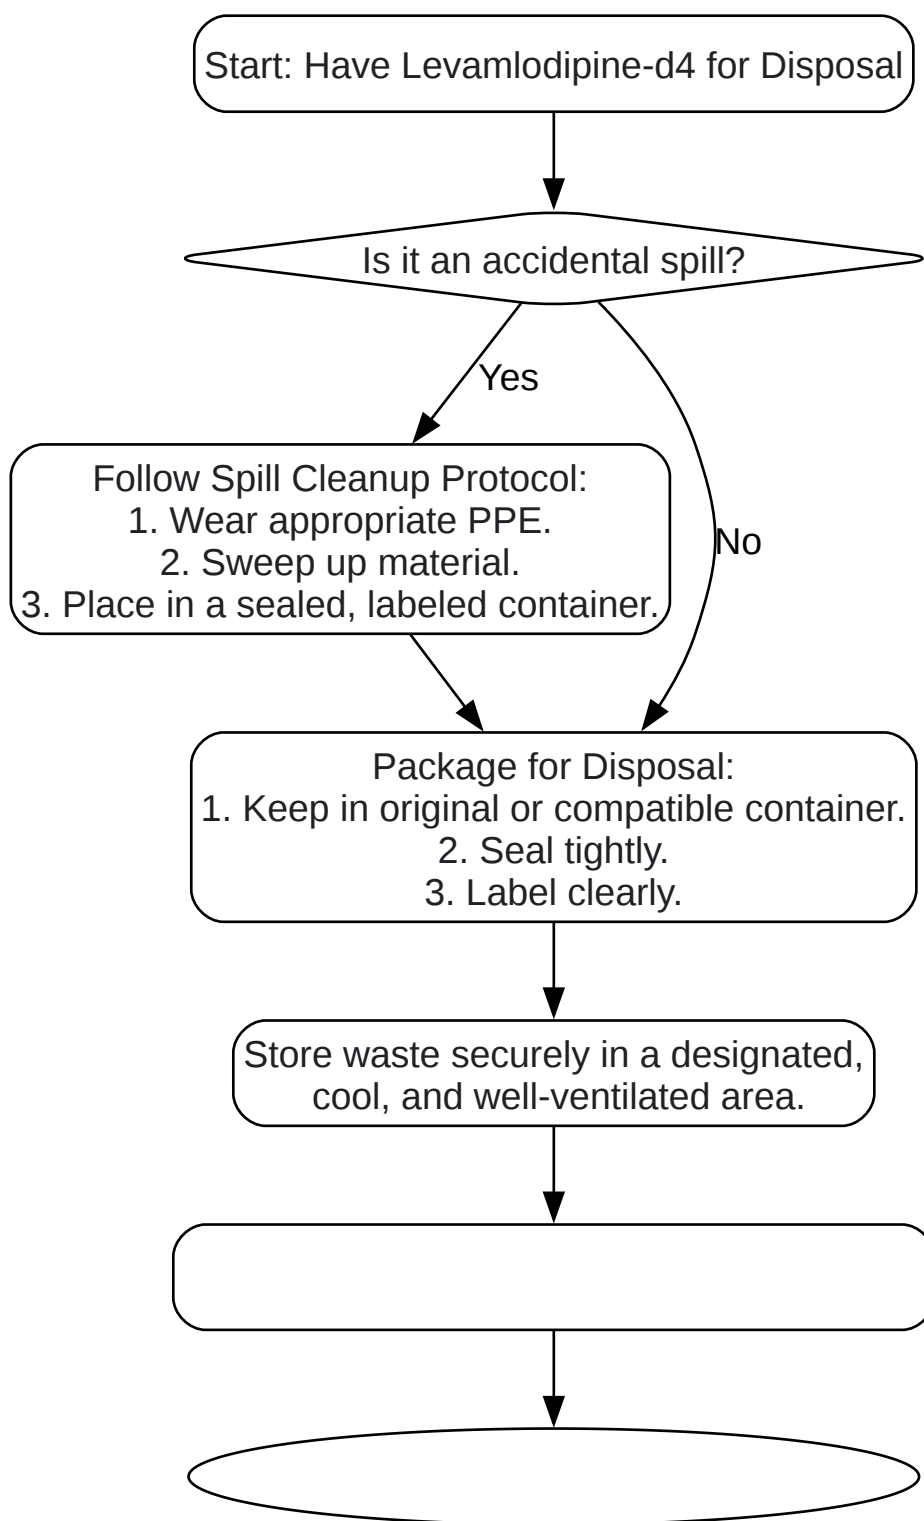 Start: Have Levamlodipine-d4 for Disposal
Is it an accidental spill?
Yes
Follow Spill Cleanup Protocol:
1. Wear appropriate PPE.
2. Sweep up material.
3. Place in a sealed, labeled container.
No
Package for Disposal:
1. Keep in original or compatible container.
2. Seal tightly.
3. Label clearly.
Store waste securely in a designated,
cool, and well-ventilated area.